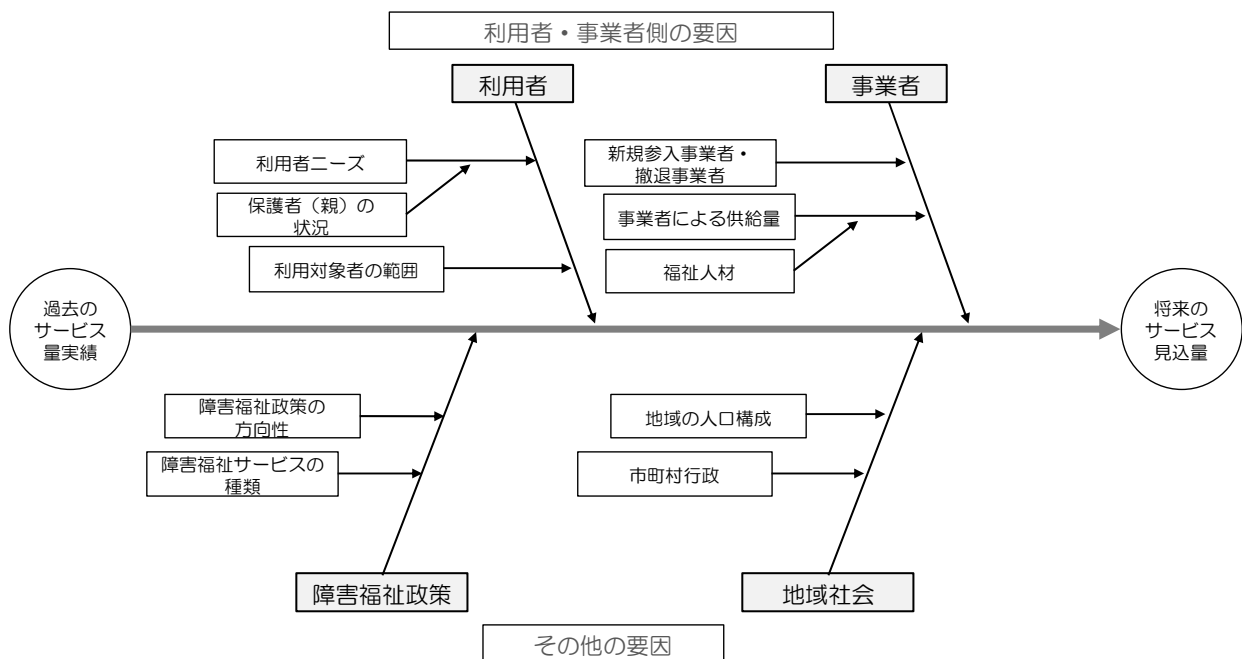 利用者・事業者側の要因
利用者
事業者
利用者ニーズ
保護者（親）の
状況
利用対象者の範囲
新規参入事業者・
撤退事業者
事業者による供給量
福祉人材
過去の
サービス
量実績
将来の
サービス
見込量
障害福祉政策の
方向性
障害福祉サービスの
種類
地域の人口構成
市町村行政
障害福祉政策
地域社会
その他の要因